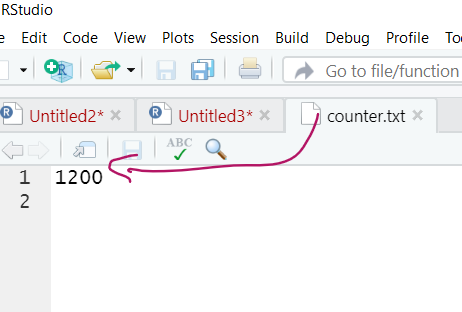 RStudio
Edit Code View Plots Session Build Debug Profile Too
Go to file/function
Untitled2* Untitled3* counter.txt
ABC
1 1200
2